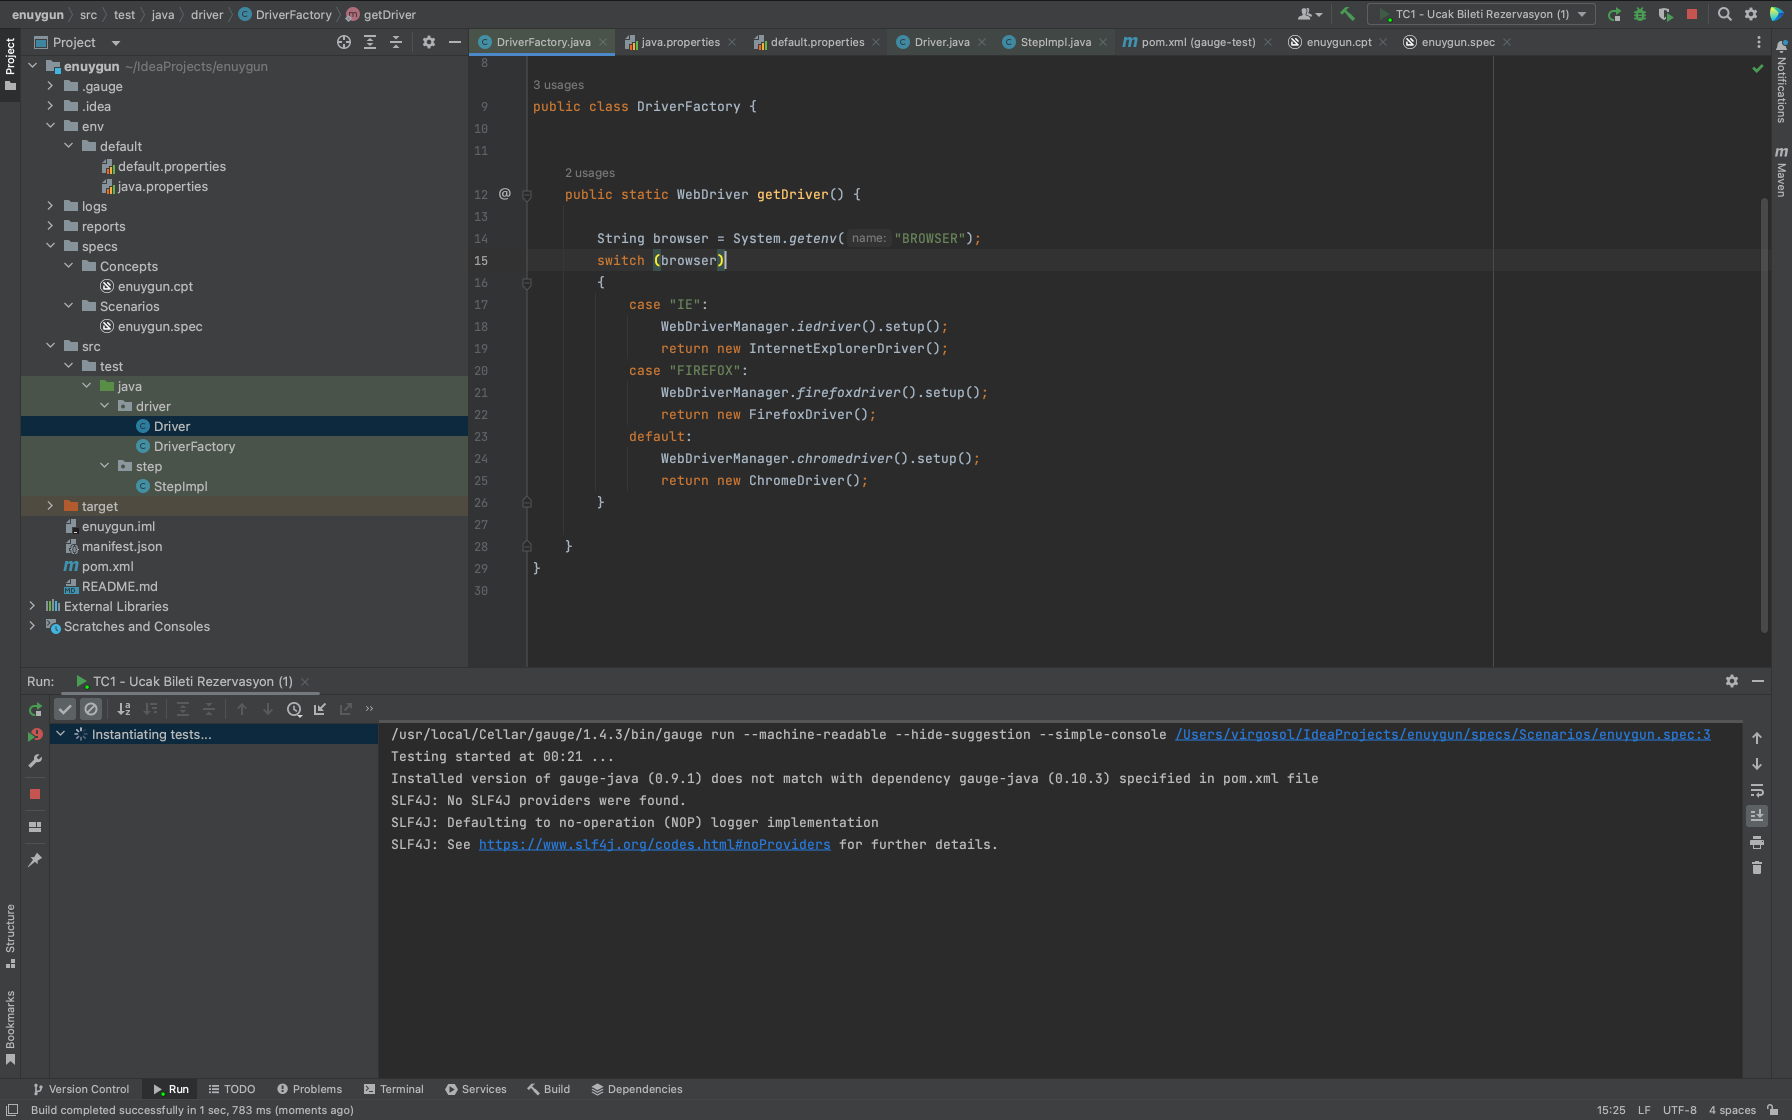 enuygun src test java driver DriverFactory getDriver
TC1 - Ucak Bileti Rezervasyon (1)
Project
Project
DriverFactory.java java.properties default.properties Driver.java StepImpl.java pom.xml (gauge-test) enuygun.cpt enuygun.spec
Notifications
Maven
enuygun ~/IdeaProjects/enuygun
.gauge
.idea
env
default
default.properties
java.properties
logs
reports
specs
Concepts
enuygun.cpt
Scenarios
enuygun.spec
src
test
java
driver
Driver
DriverFactory
step
StepImpl
target
enuygun.iml
manifest.json
pom.xml
README.md
External Libraries
Scratches and Consoles
8
3 usages
9 public class DriverFactory {
10
11
2 usages
12 @ public static WebDriver getDriver() {
13
14 String browser = System.getenv( name: "BROWSER");
15 switch (browser)
16 {
17 case "IE":
18 WebDriverManager.iedriver().setup();
19 return new InternetExplorerDriver();
20 case "FIREFOX":
21 WebDriverManager.firefoxdriver().setup();
22 return new FirefoxDriver();
23 default:
24 WebDriverManager.chromedriver().setup();
25 return new ChromeDriver();
26 }
27
28 }
29 }
30
Run: TC1 - Ucak Bileti Rezervasyon (1)
Instantiating tests...
/usr/local/Cellar/gauge/1.4.3/bin/gauge run --machine-readable --hide-suggestion --simple-console /Users/virgosol/IdeaProjects/enuygun/specs/Scenarios/enuygun.spec:3
Testing started at 00:21 ...
Installed version of gauge-java (0.9.1) does not match with dependency gauge-java (0.10.3) specified in pom.xml file
SLF4J: No SLF4J providers were found.
SLF4J: Defaulting to no-operation (NOP) logger implementation
SLF4J: See https://www.slf4j.org/codes.html#noProviders for further details.
Structure
Bookmarks
Version Control Run TODO Problems Terminal Services Build Dependencies
Build completed successfully in 1 sec, 783 ms (moments ago)
15:25 LF UTF-8 4 spaces